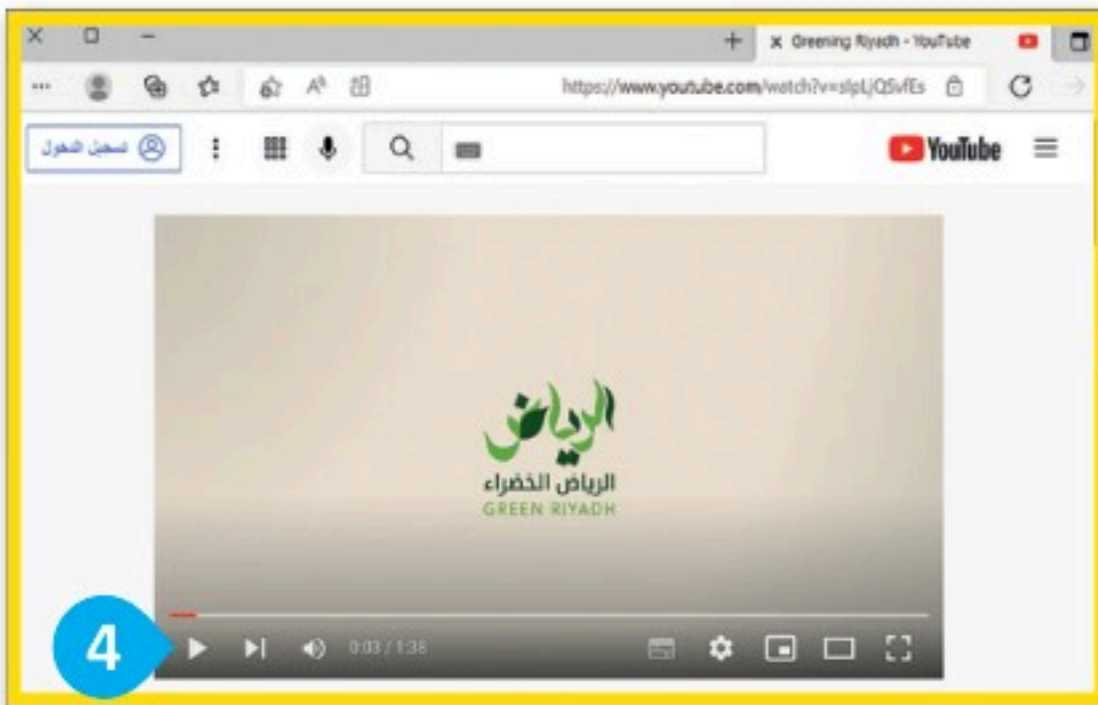 Greening Riyadh - YouTube
https://www.youtube.com/watch?v=slpLjQSvfEs
YouTube
تسجيل الدخول
الرياض
الرياض الخضراء
GREEN RIYADH
4
0:03 / 1:38